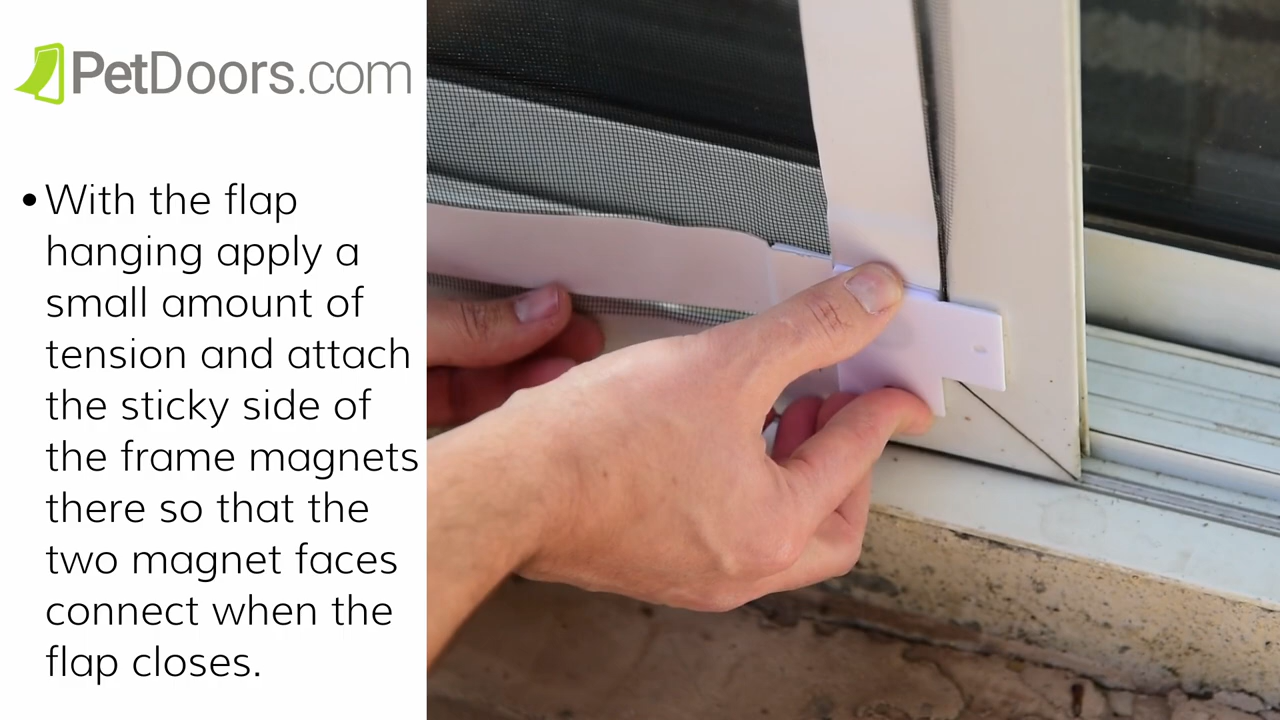 PetDoors.com
• With the flap
hanging apply a
small amount of
tension and attach
the sticky side of
the frame magnets
there so that the
two magnet faces
connect when the
flap closes.